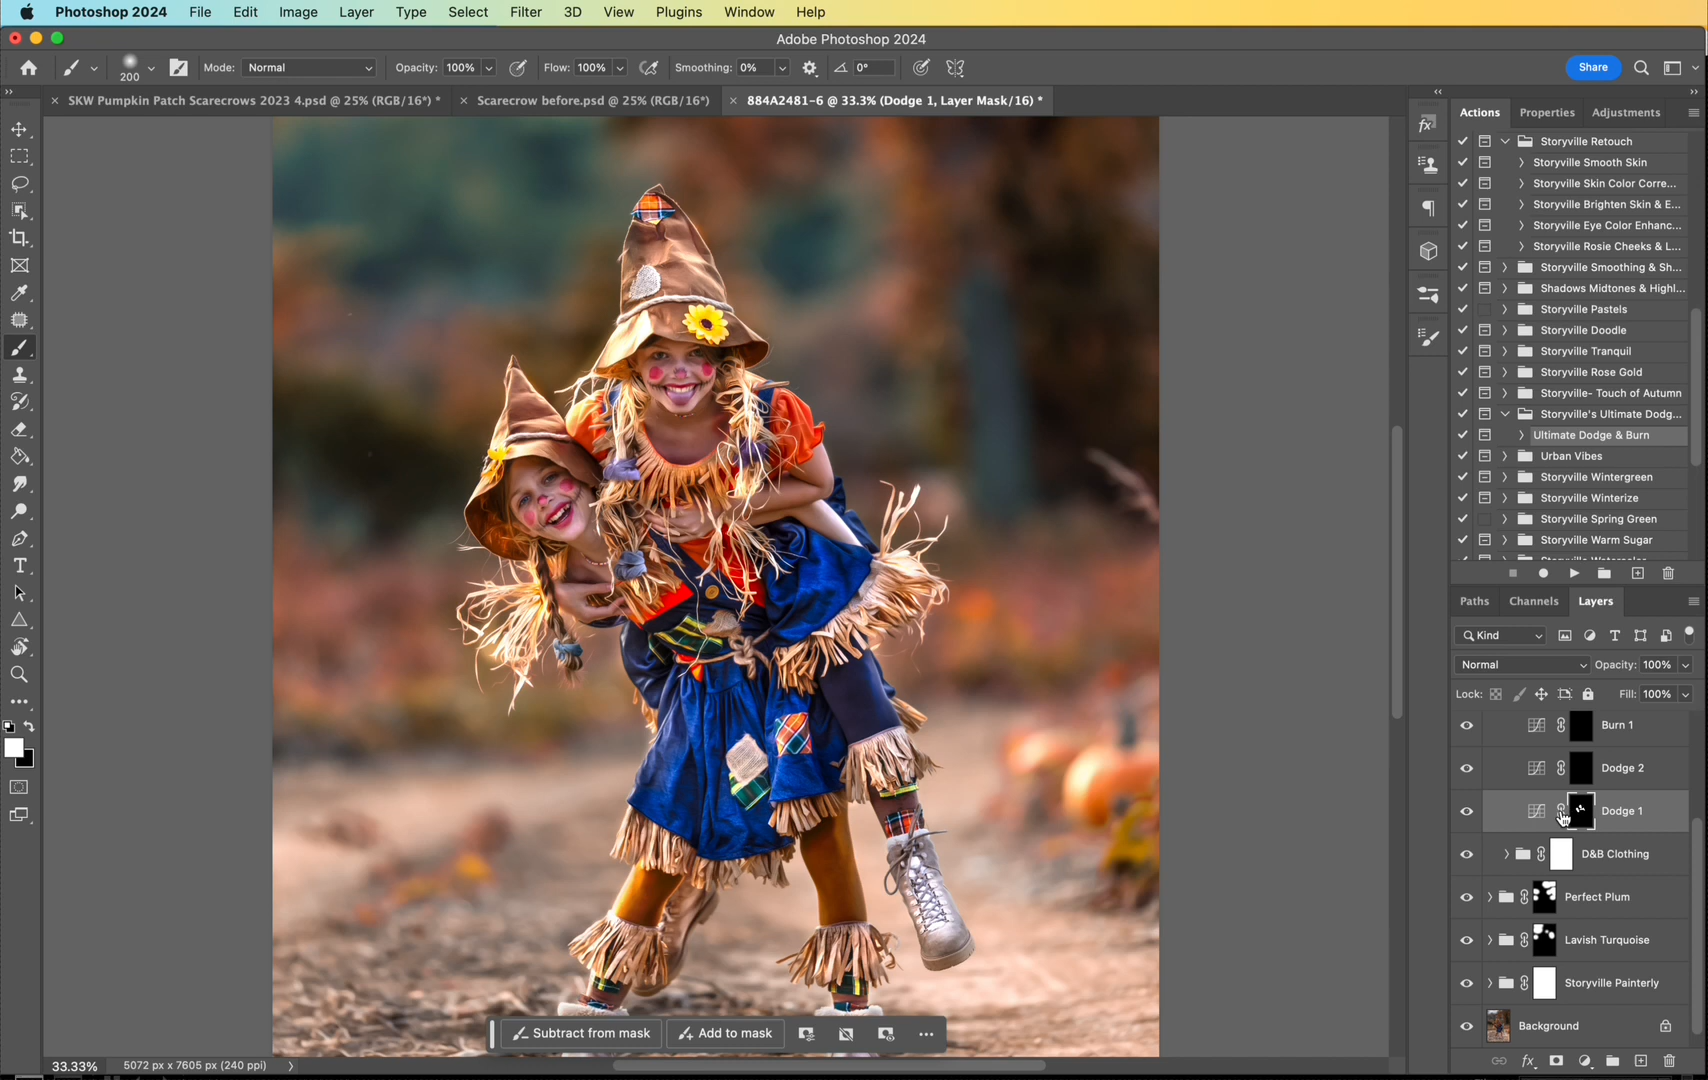 Photoshop 2024 File Edit Image Layer Type Select Filter 3D View Plugins Window Help
Adobe Photoshop 2024
200 Mode: Normal Opacity: 100% Flow: 100% Smoothing: 0% 0° Share
SKW Pumpkin Patch Scarecrows 2023 4.psd @ 25% (RGB/16*) *
Scarecrow before.psd @ 25% (RGB/16*)
884A2481-6 @ 33.3% (Dodge 1, Layer Mask/16) *
Actions Properties Adjustments
Storyville Retouch
Storyville Smooth Skin
Storyville Skin Color Corre...
Storyville Brighten Skin & E...
Storyville Eye Color Enhanc...
Storyville Rosie Cheeks & L...
Storyville Smoothing & Sh...
Shadows Midtones & Highl...
Storyville Pastels
Storyville Doodle
Storyville Tranquil
Storyville Rose Gold
Storyville- Touch of Autumn
Storyville's Ultimate Dodg...
Ultimate Dodge & Burn
Urban Vibes
Storyville Wintergreen
Storyville Winterize
Storyville Spring Green
Storyville Warm Sugar
Paths Channels Layers
Kind
Normal Opacity: 100%
Lock: Fill: 100%
Burn 1
Dodge 2
Dodge 1
D&B Clothing
Perfect Plum
Lavish Turquoise
Storyville Painterly
Background
Subtract from mask Add to mask
33.33% 5072 px x 7605 px (240 ppi)